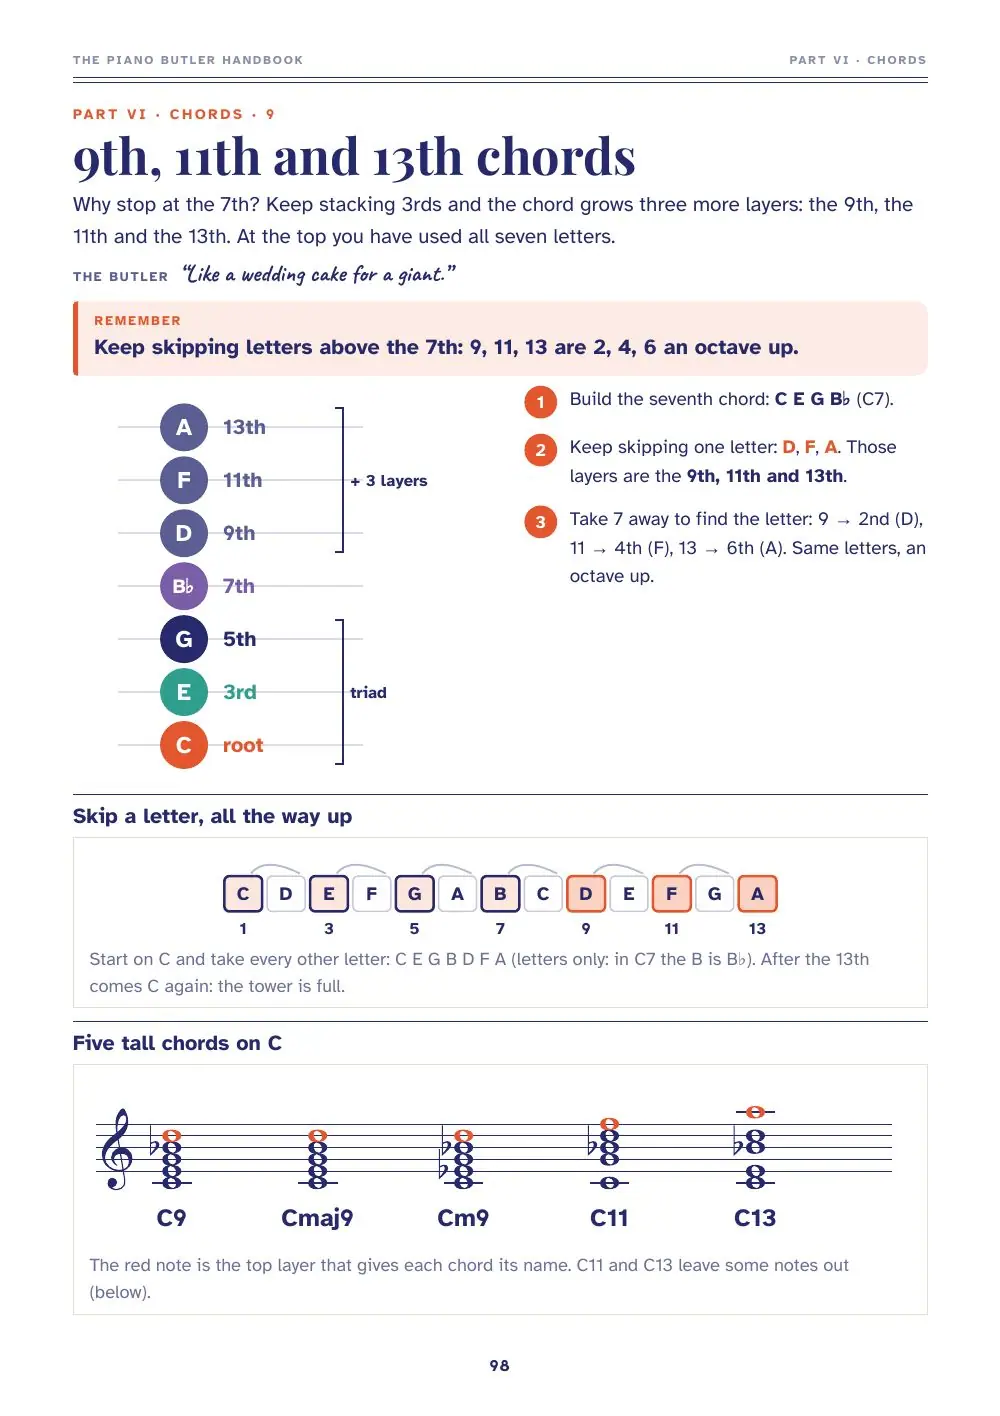 THE PIANO BUTLER HANDBOOK
PART VI · CHORDS
PART VI · CHORDS · 9
9th, 11th and 13th chords
Why stop at the 7th? Keep stacking 3rds and the chord grows three more layers: the 9th, the
11th and the 13th. At the top you have used all seven letters.
THE BUTLER “Like a wedding cake for a giant.”
REMEMBER
Keep skipping letters above the 7th: 9, 11, 13 are 2, 4, 6 an octave up.
A 13th
F 11th
+ 3 layers
D 9th
B♭ 7th
G 5th
E 3rd
triad
C root
1 Build the seventh chord: C E G B♭ (C7).
2 Keep skipping one letter: D, F, A. Those
layers are the 9th, 11th and 13th.
3 Take 7 away to find the letter: 9 → 2nd (D),
11 → 4th (F), 13 → 6th (A). Same letters, an
octave up.
Skip a letter, all the way up
C D E F G A B C D E F G A
1 3 5 7 9 11 13
Start on C and take every other letter: C E G B D F A (letters only: in C7 the B is B♭). After the 13th
comes C again: the tower is full.
Five tall chords on C
C9 Cmaj9 Cm9 C11 C13
The red note is the top layer that gives each chord its name. C11 and C13 leave some notes out
(below).
98